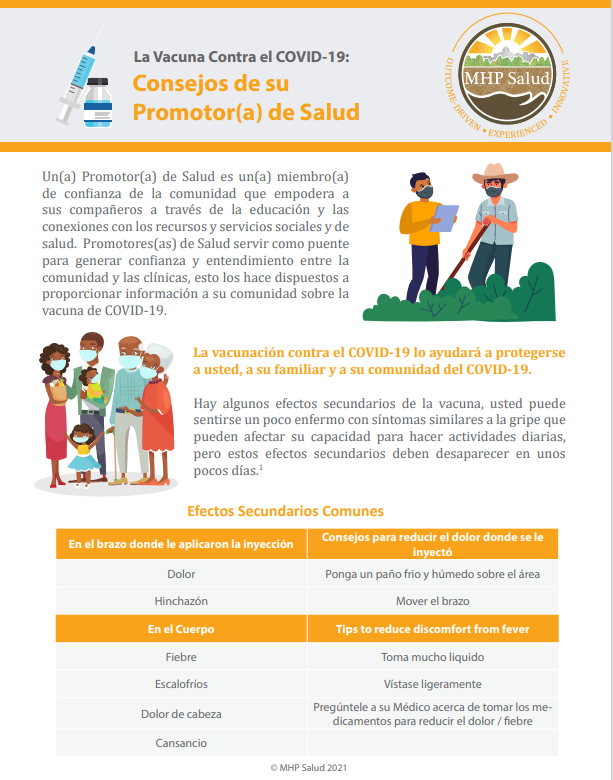 La Vacuna Contra el COVID-19:
Consejos de su
Promotor(a) de Salud
MHP Salud
OUTCOME-DRIVEN • EXPERIENCED • INNOVATIVE
Un(a) Promotor(a) de Salud es un(a) miembro(a)
de confianza de la comunidad que empodera a
sus compañeros a través de la educación y las
conexiones con los recursos y servicios sociales y de
salud. Promotores(as) de Salud servir como puente
para generar confianza y entendimiento entre la
comunidad y las clínicas, esto los hace dispuestos a
proporcionar información a su comunidad sobre la
vacuna de COVID-19.
La vacunación contra el COVID-19 lo ayudará a protegerse
a usted, a su familiar y a su comunidad del COVID-19.
Hay algunos efectos secundarios de la vacuna, usted puede
sentirse un poco enfermo con síntomas similares a la gripe que
pueden afectar su capacidad para hacer actividades diarias,
pero estos efectos secundarios deben desaparecer en unos
pocos días.¹
Efectos Secundarios Comunes
En el brazo donde le aplicaron la inyección
Consejos para reducir el dolor donde se le
inyectó
Dolor
Ponga un paño frio y húmedo sobre el área
Hinchazón
Mover el brazo
En el Cuerpo
Tips to reduce discomfort from fever
Fiebre
Toma mucho liquido
Escalofríos
Vístase ligeramente
Dolor de cabeza
Pregúntele a su Médico acerca de tomar los me-
dicamentos para reducir el dolor / fiebre
Cansancio
© MHP Salud 2021